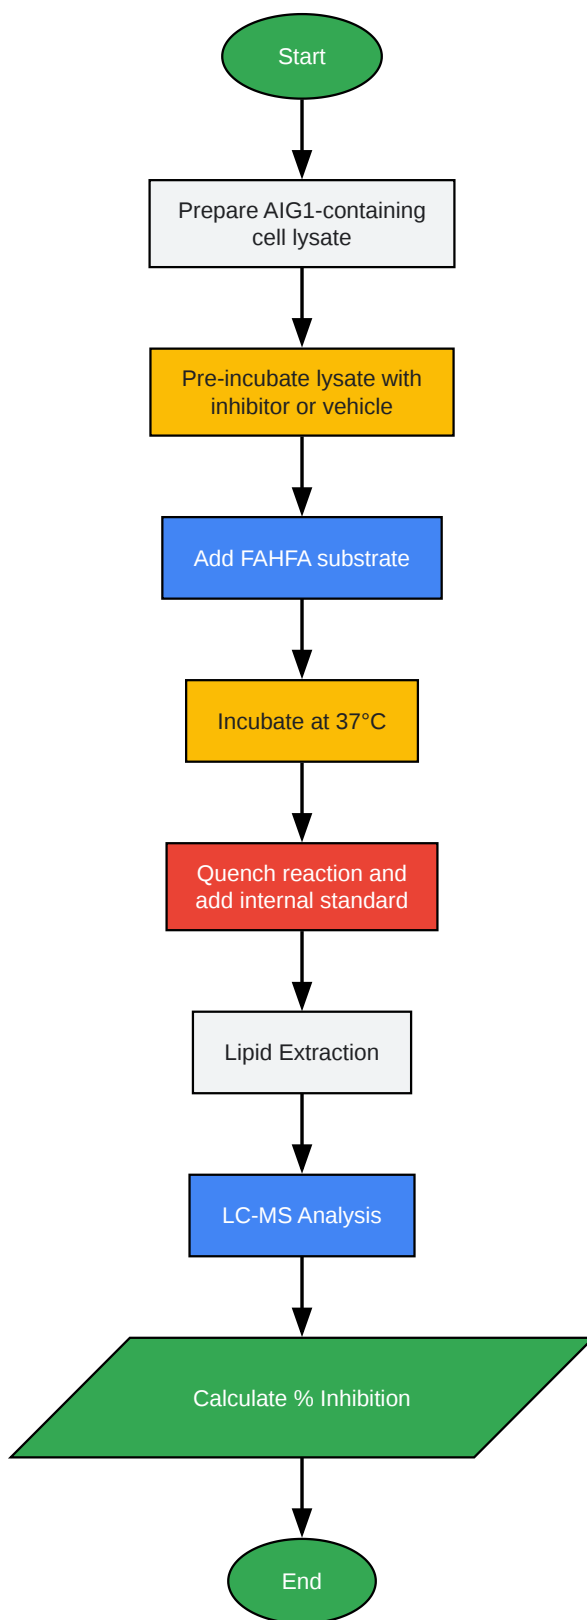 Start
Prepare AIG1-containing
cell lysate
Pre-incubate lysate with
inhibitor or vehicle
Add FAHFA substrate
Incubate at 37°C
Quench reaction and
add internal standard
Lipid Extraction
LC-MS Analysis
Calculate % Inhibition
End